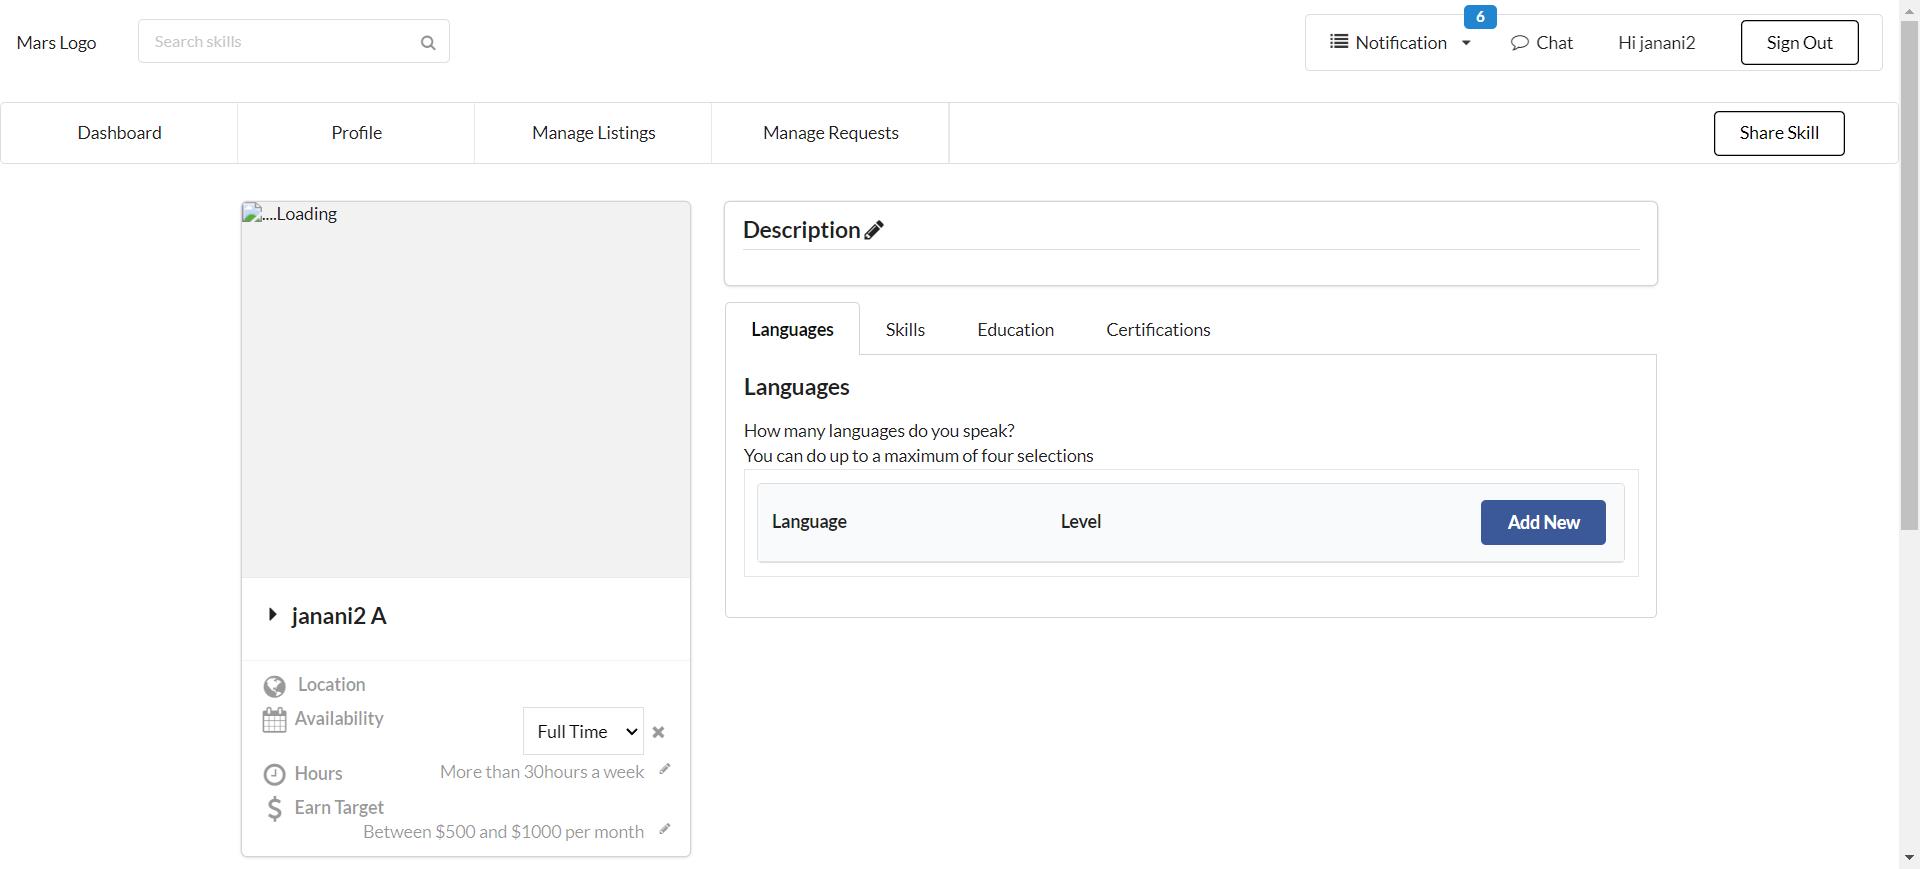 6
Mars Logo
Search skills
Notification
Chat
Hi janani2
Sign Out
Dashboard
Profile
Manage Listings
Manage Requests
Share Skill
....Loading
janani2 A
Location
Availability
Full Time
Hours
More than 30hours a week
Earn Target
Between $500 and $1000 per month
Description
Languages
Skills
Education
Certifications
Languages
How many languages do you speak?
You can do up to a maximum of four selections
Language
Level
Add New